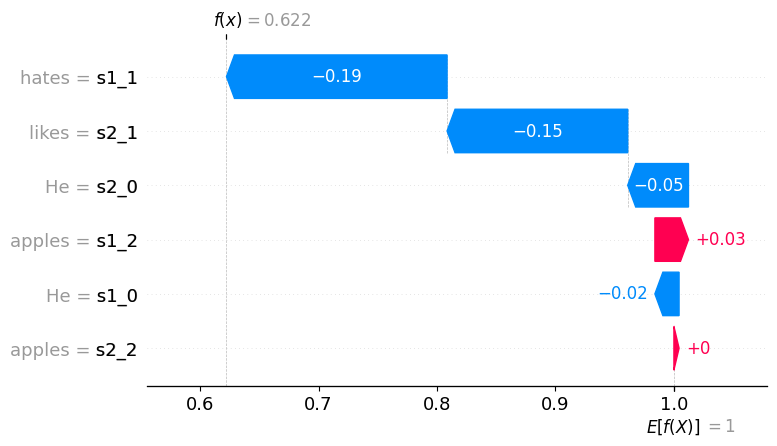 f(x) = 0.622
hates = s1_1
−0.19
likes = s2_1
−0.15
He = s2_0
−0.05
apples = s1_2
+0.03
He = s1_0
−0.02
apples = s2_2
+0
0.6 0.7 0.8 0.9 1.0
E[f(X)] = 1